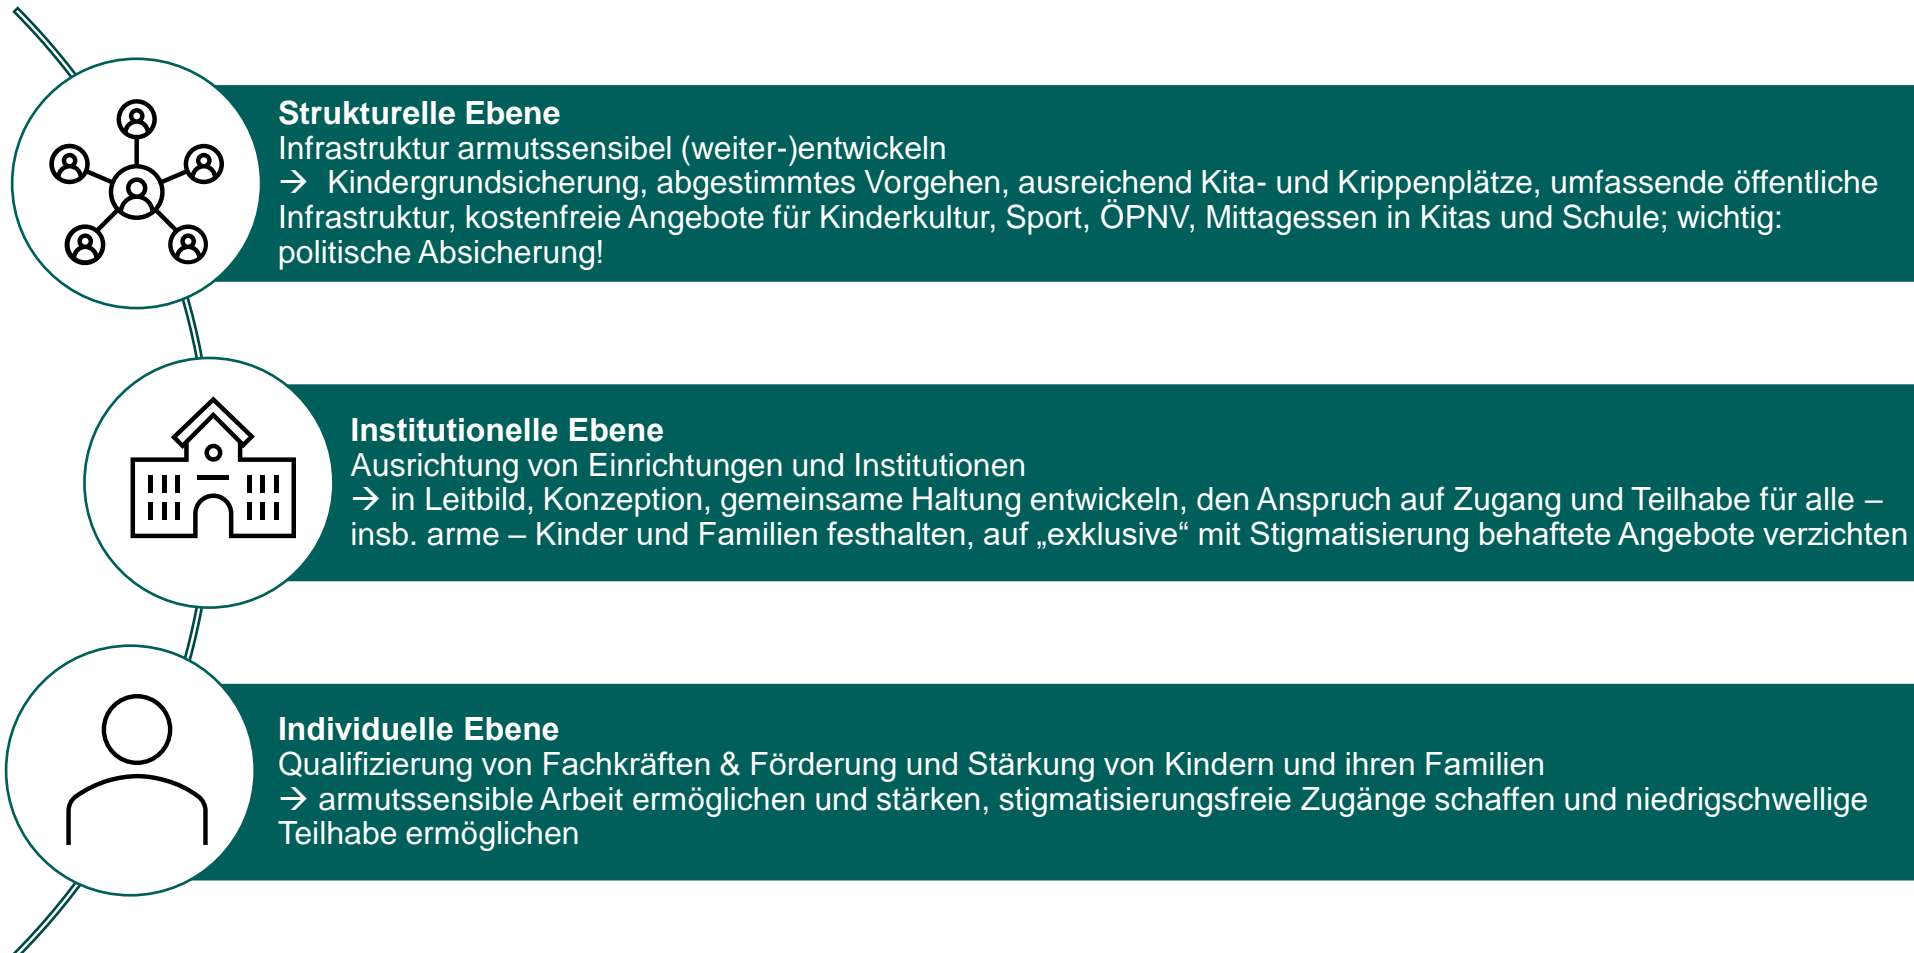 Strukturelle Ebene
Infrastruktur armutssensibel (weiter-)entwickeln
→ Kindergrundsicherung, abgestimmtes Vorgehen, ausreichend Kita- und Krippenplätze, umfassende öffentliche
Infrastruktur, kostenfreie Angebote für Kinderkultur, Sport, ÖPNV, Mittagessen in Kitas und Schule; wichtig:
politische Absicherung!
Institutionelle Ebene
Ausrichtung von Einrichtungen und Institutionen
→ in Leitbild, Konzeption, gemeinsame Haltung entwickeln, den Anspruch auf Zugang und Teilhabe für alle –
insb. arme – Kinder und Familien festhalten, auf „exklusive“ mit Stigmatisierung behaftete Angebote verzichten
Individuelle Ebene
Qualifizierung von Fachkräften & Förderung und Stärkung von Kindern und ihren Familien
→ armutssensible Arbeit ermöglichen und stärken, stigmatisierungsfreie Zugänge schaffen und niedrigschwellige
Teilhabe ermöglichen